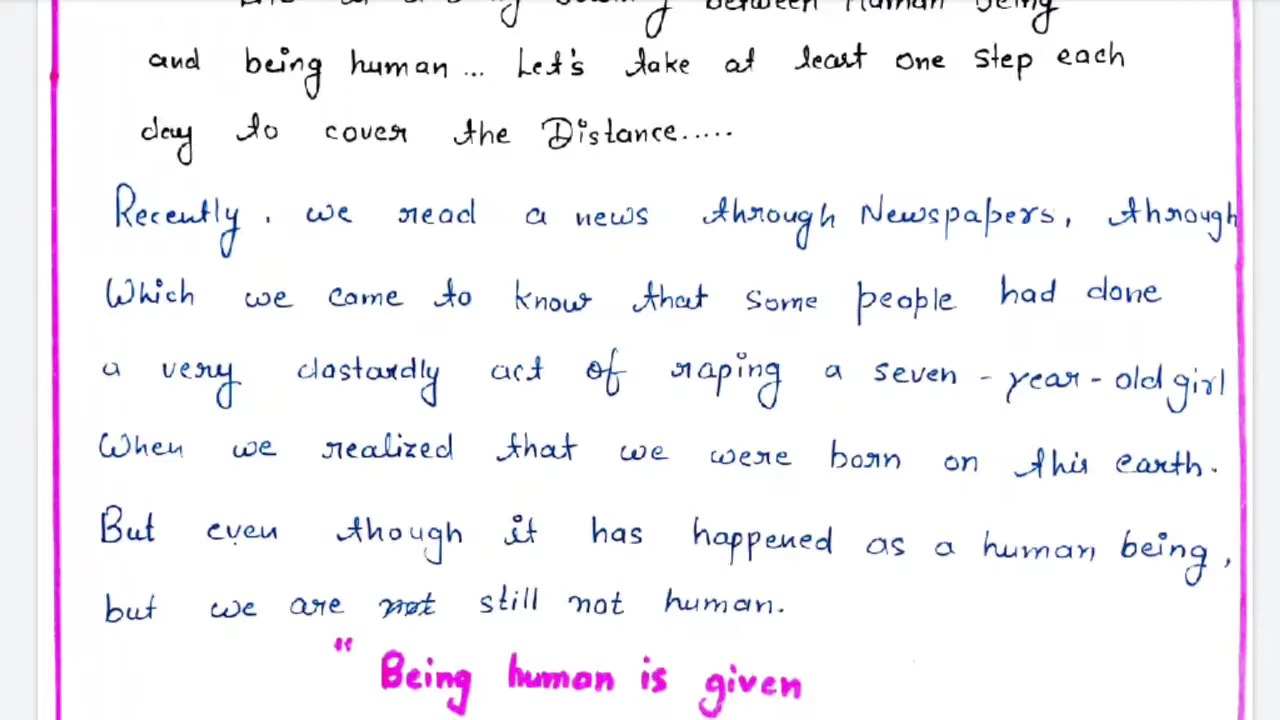 between Human being
and being human... Let's take at least one step each
day to cover the Distance.....
Recently, we read a news through Newspapers, through
Which we came to know that some people had done
a very dastardly act of raping a seven-year-old girl
When we realized that we were born on this earth.
But even though it has happened as a human being,
but we are not still not human.
" Being human is given